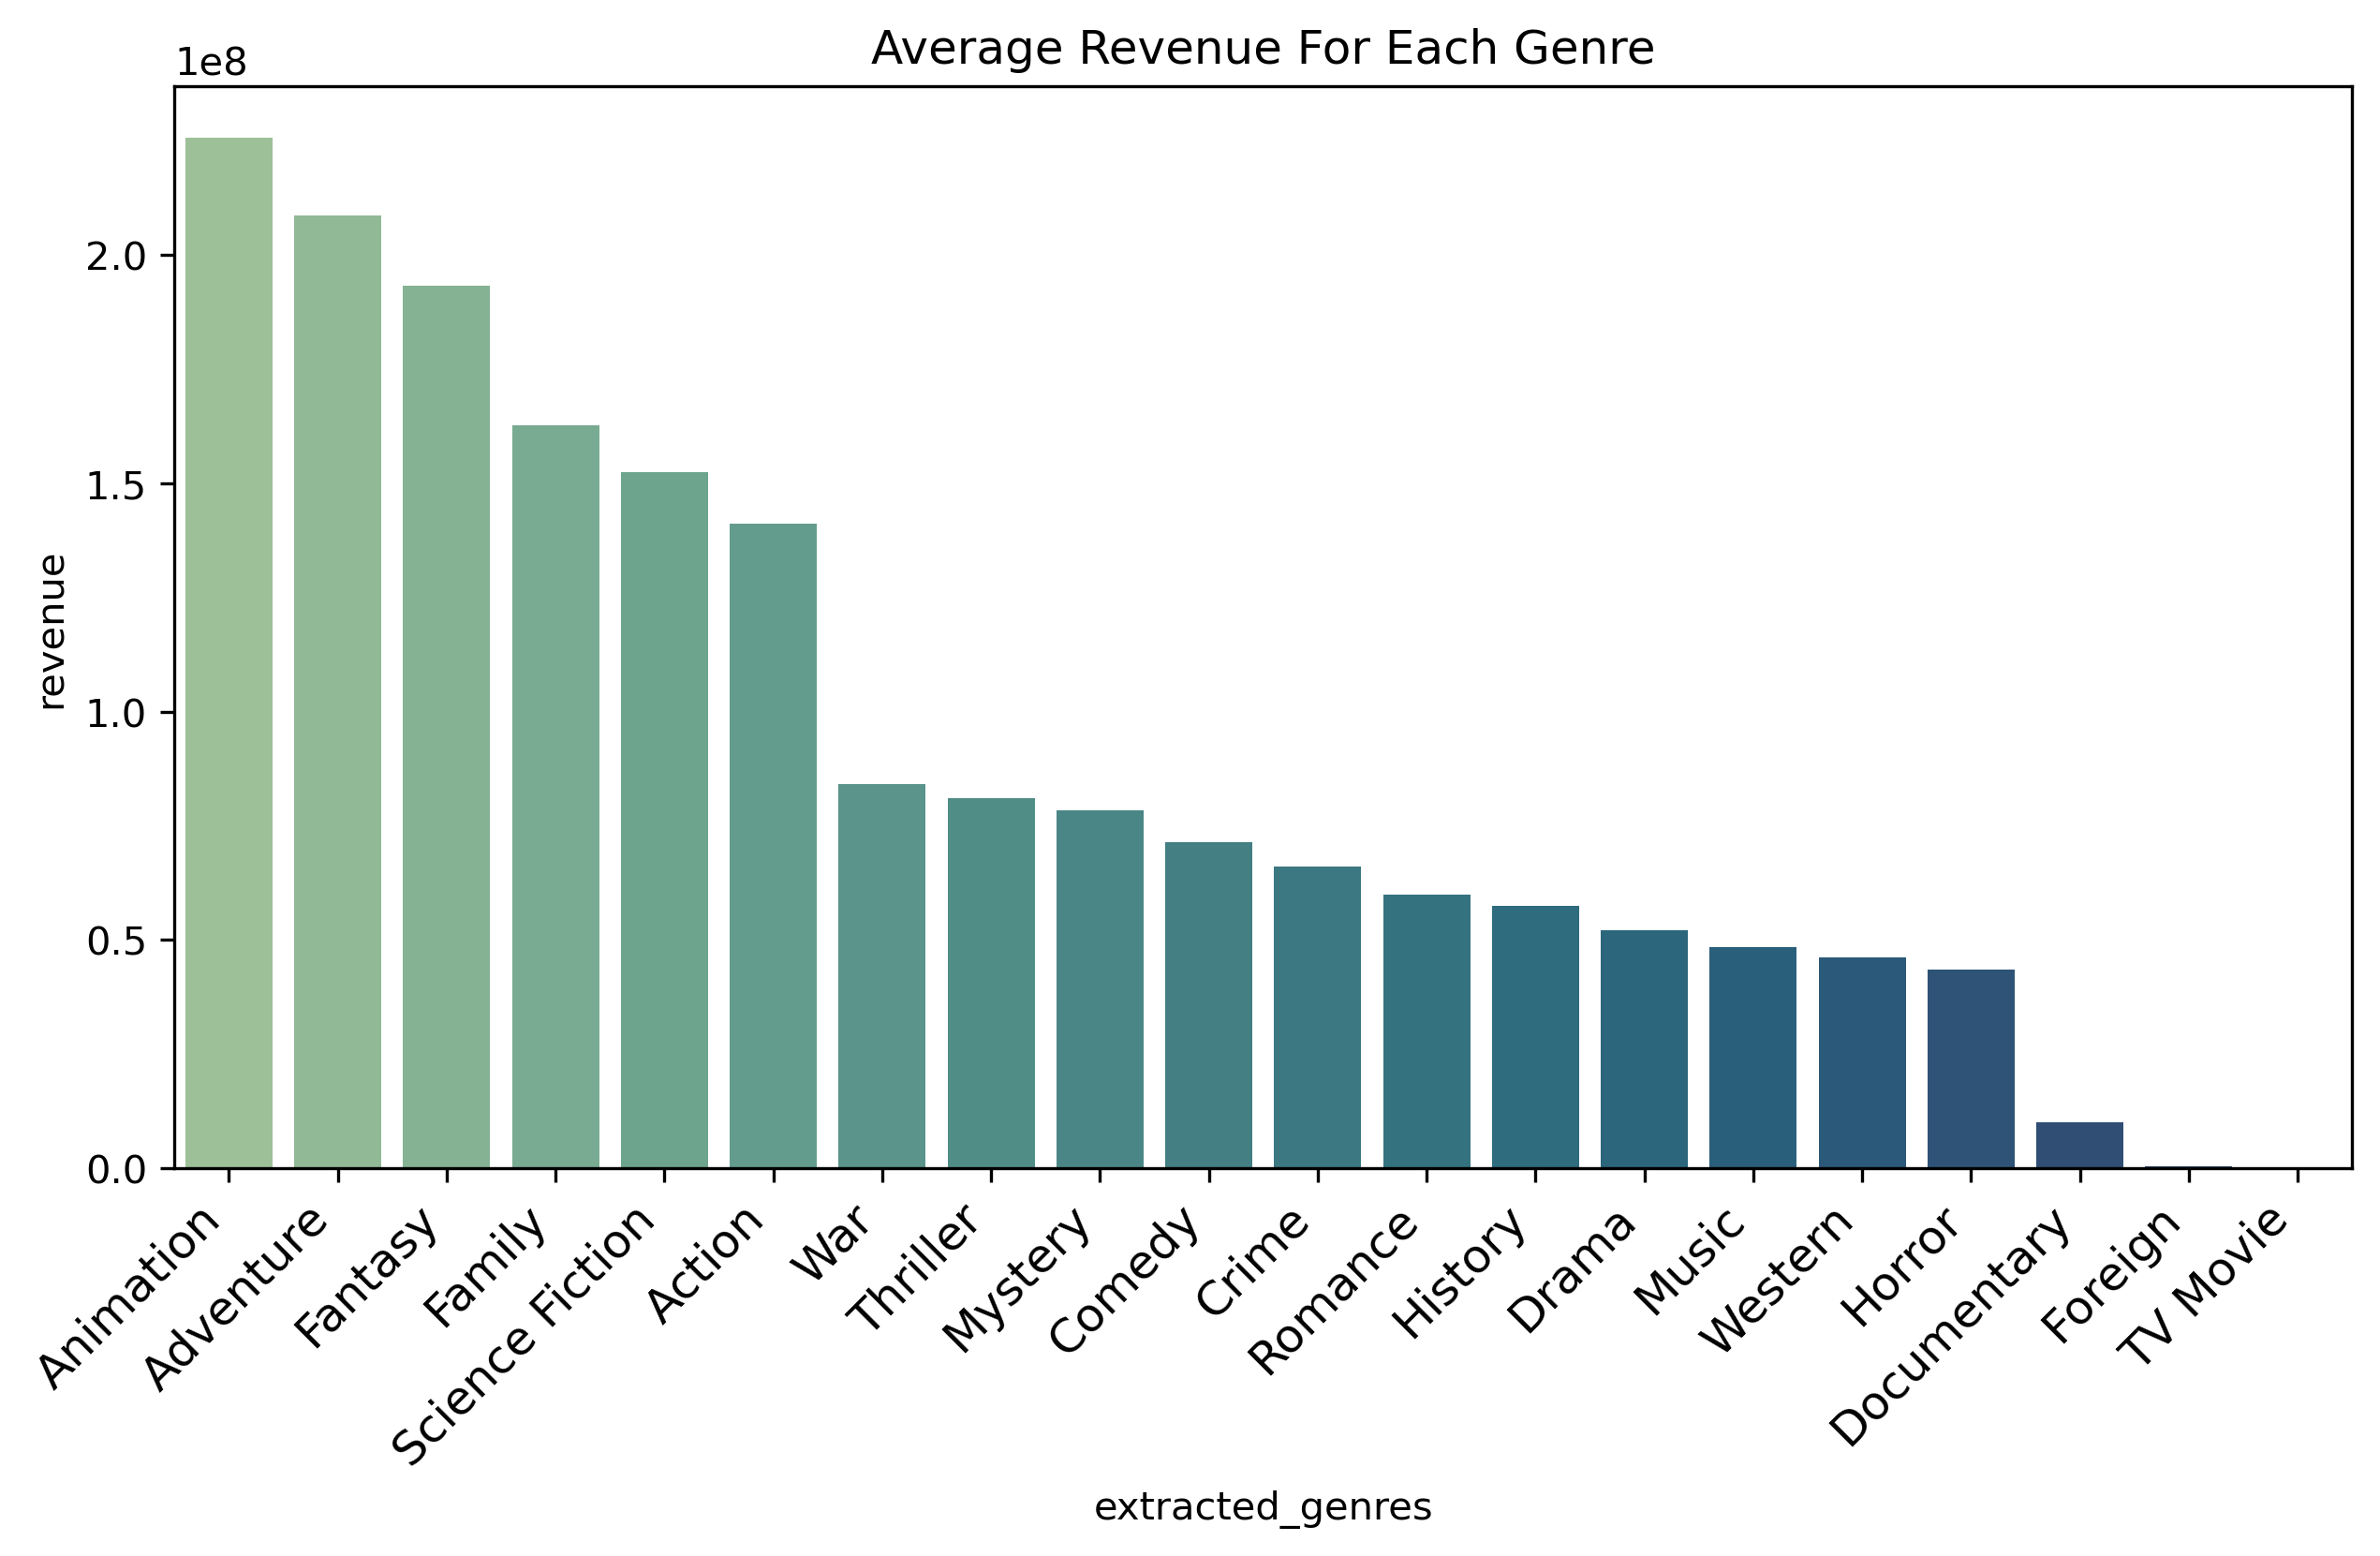 Average Revenue For Each Genre
1e8
2.0
1.5
1.0
0.5
0.0
revenue
Animation
Adventure
Fantasy
Family
Science Fiction
Action
War
Thriller
Mystery
Comedy
Crime
Romance
History
Drama
Music
Western
Horror
Documentary
Foreign
TV Movie
extracted_genres